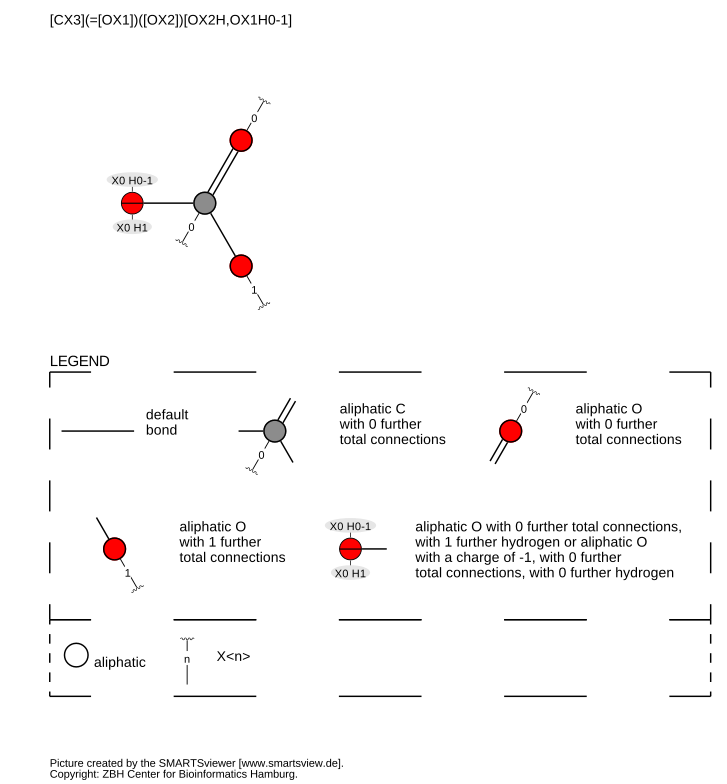 [CX3](=[OX1])([OX2])[OX2H,OX1H0-1]
0
X0 H0-1
X0 H1
0
1
LEGEND
default
bond
0
aliphatic C
with 0 further
total connections
0
aliphatic O
with 0 further
total connections
1
aliphatic O
with 1 further
total connections
X0 H0-1
X0 H1
aliphatic O with 0 further total connections,
with 1 further hydrogen or aliphatic O
with a charge of -1, with 0 further
total connections, with 0 further hydrogen
aliphatic
n
X<n>
Picture created by the SMARTSviewer [www.smartsview.de].
Copyright: ZBH Center for Bioinformatics Hamburg.